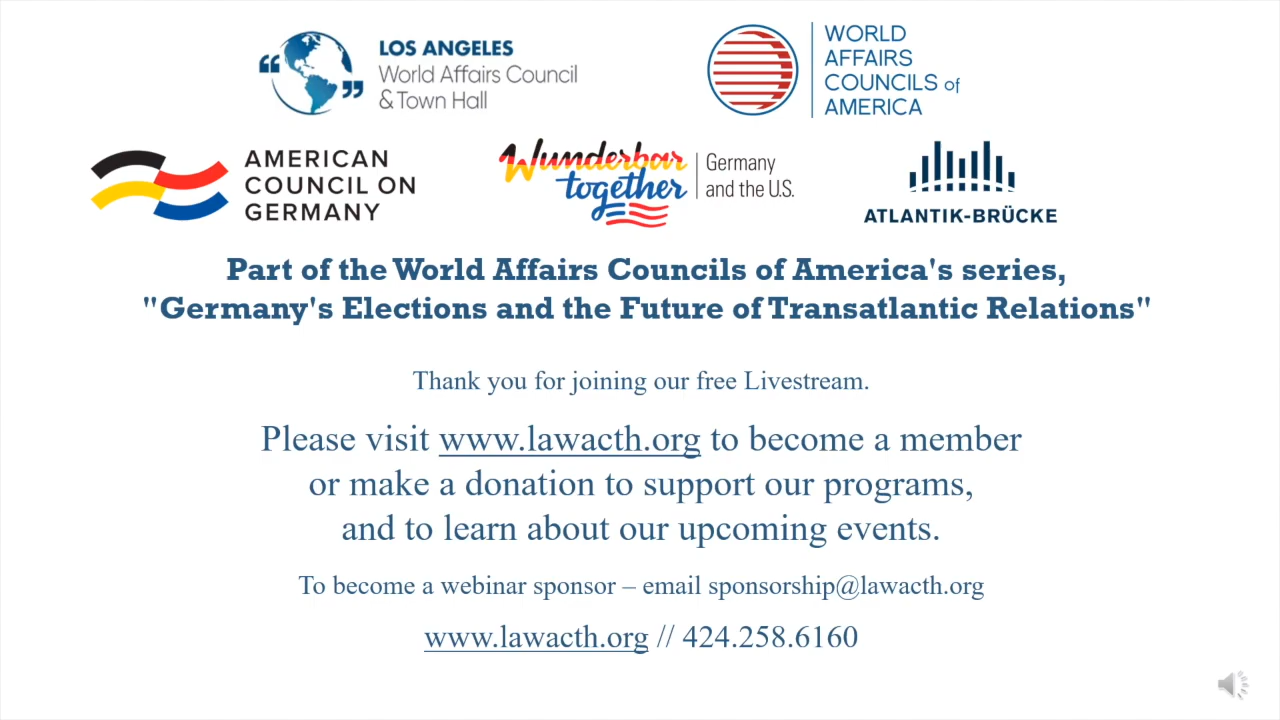 LOS ANGELES
World Affairs Council
& Town Hall
WORLD
AFFAIRS
COUNCILS of
AMERICA
AMERICAN
COUNCIL ON
GERMANY
Wunderbar
together
Germany
and the U.S.
ATLANTIK-BRÜCKE
Part of the World Affairs Councils of America's series,
"Germany's Elections and the Future of Transatlantic Relations"
Thank you for joining our free Livestream.
Please visit www.lawacth.org to become a member
or make a donation to support our programs,
and to learn about our upcoming events.
To become a webinar sponsor – email sponsorship@lawacth.org
www.lawacth.org // 424.258.6160